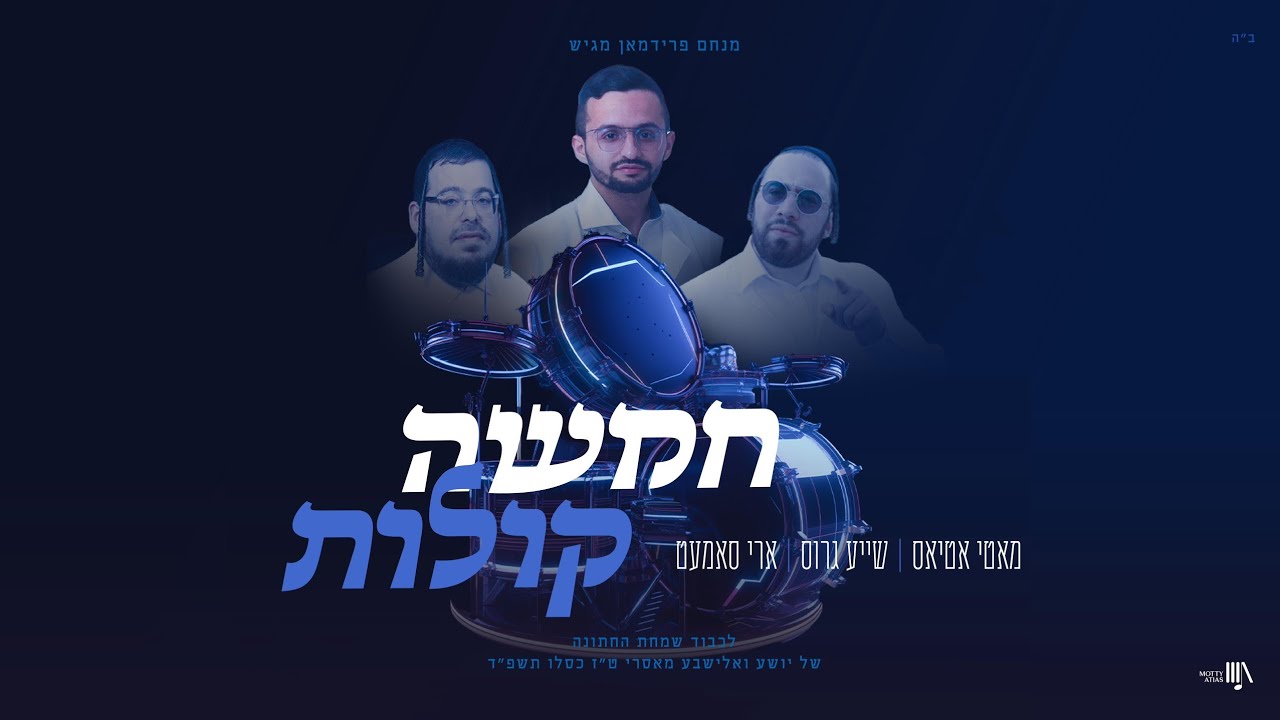 ב"ה
מנחם פרידמאן מגיש
חמשה
קולות
מאטי אטיאס | שייע גרוס | ארי סאמעט
לכבוד שמחת החתונה
של יושע ואלישבע מאסרי ט"ז כסלו תשפ"ד
MOTTY
ATIAS